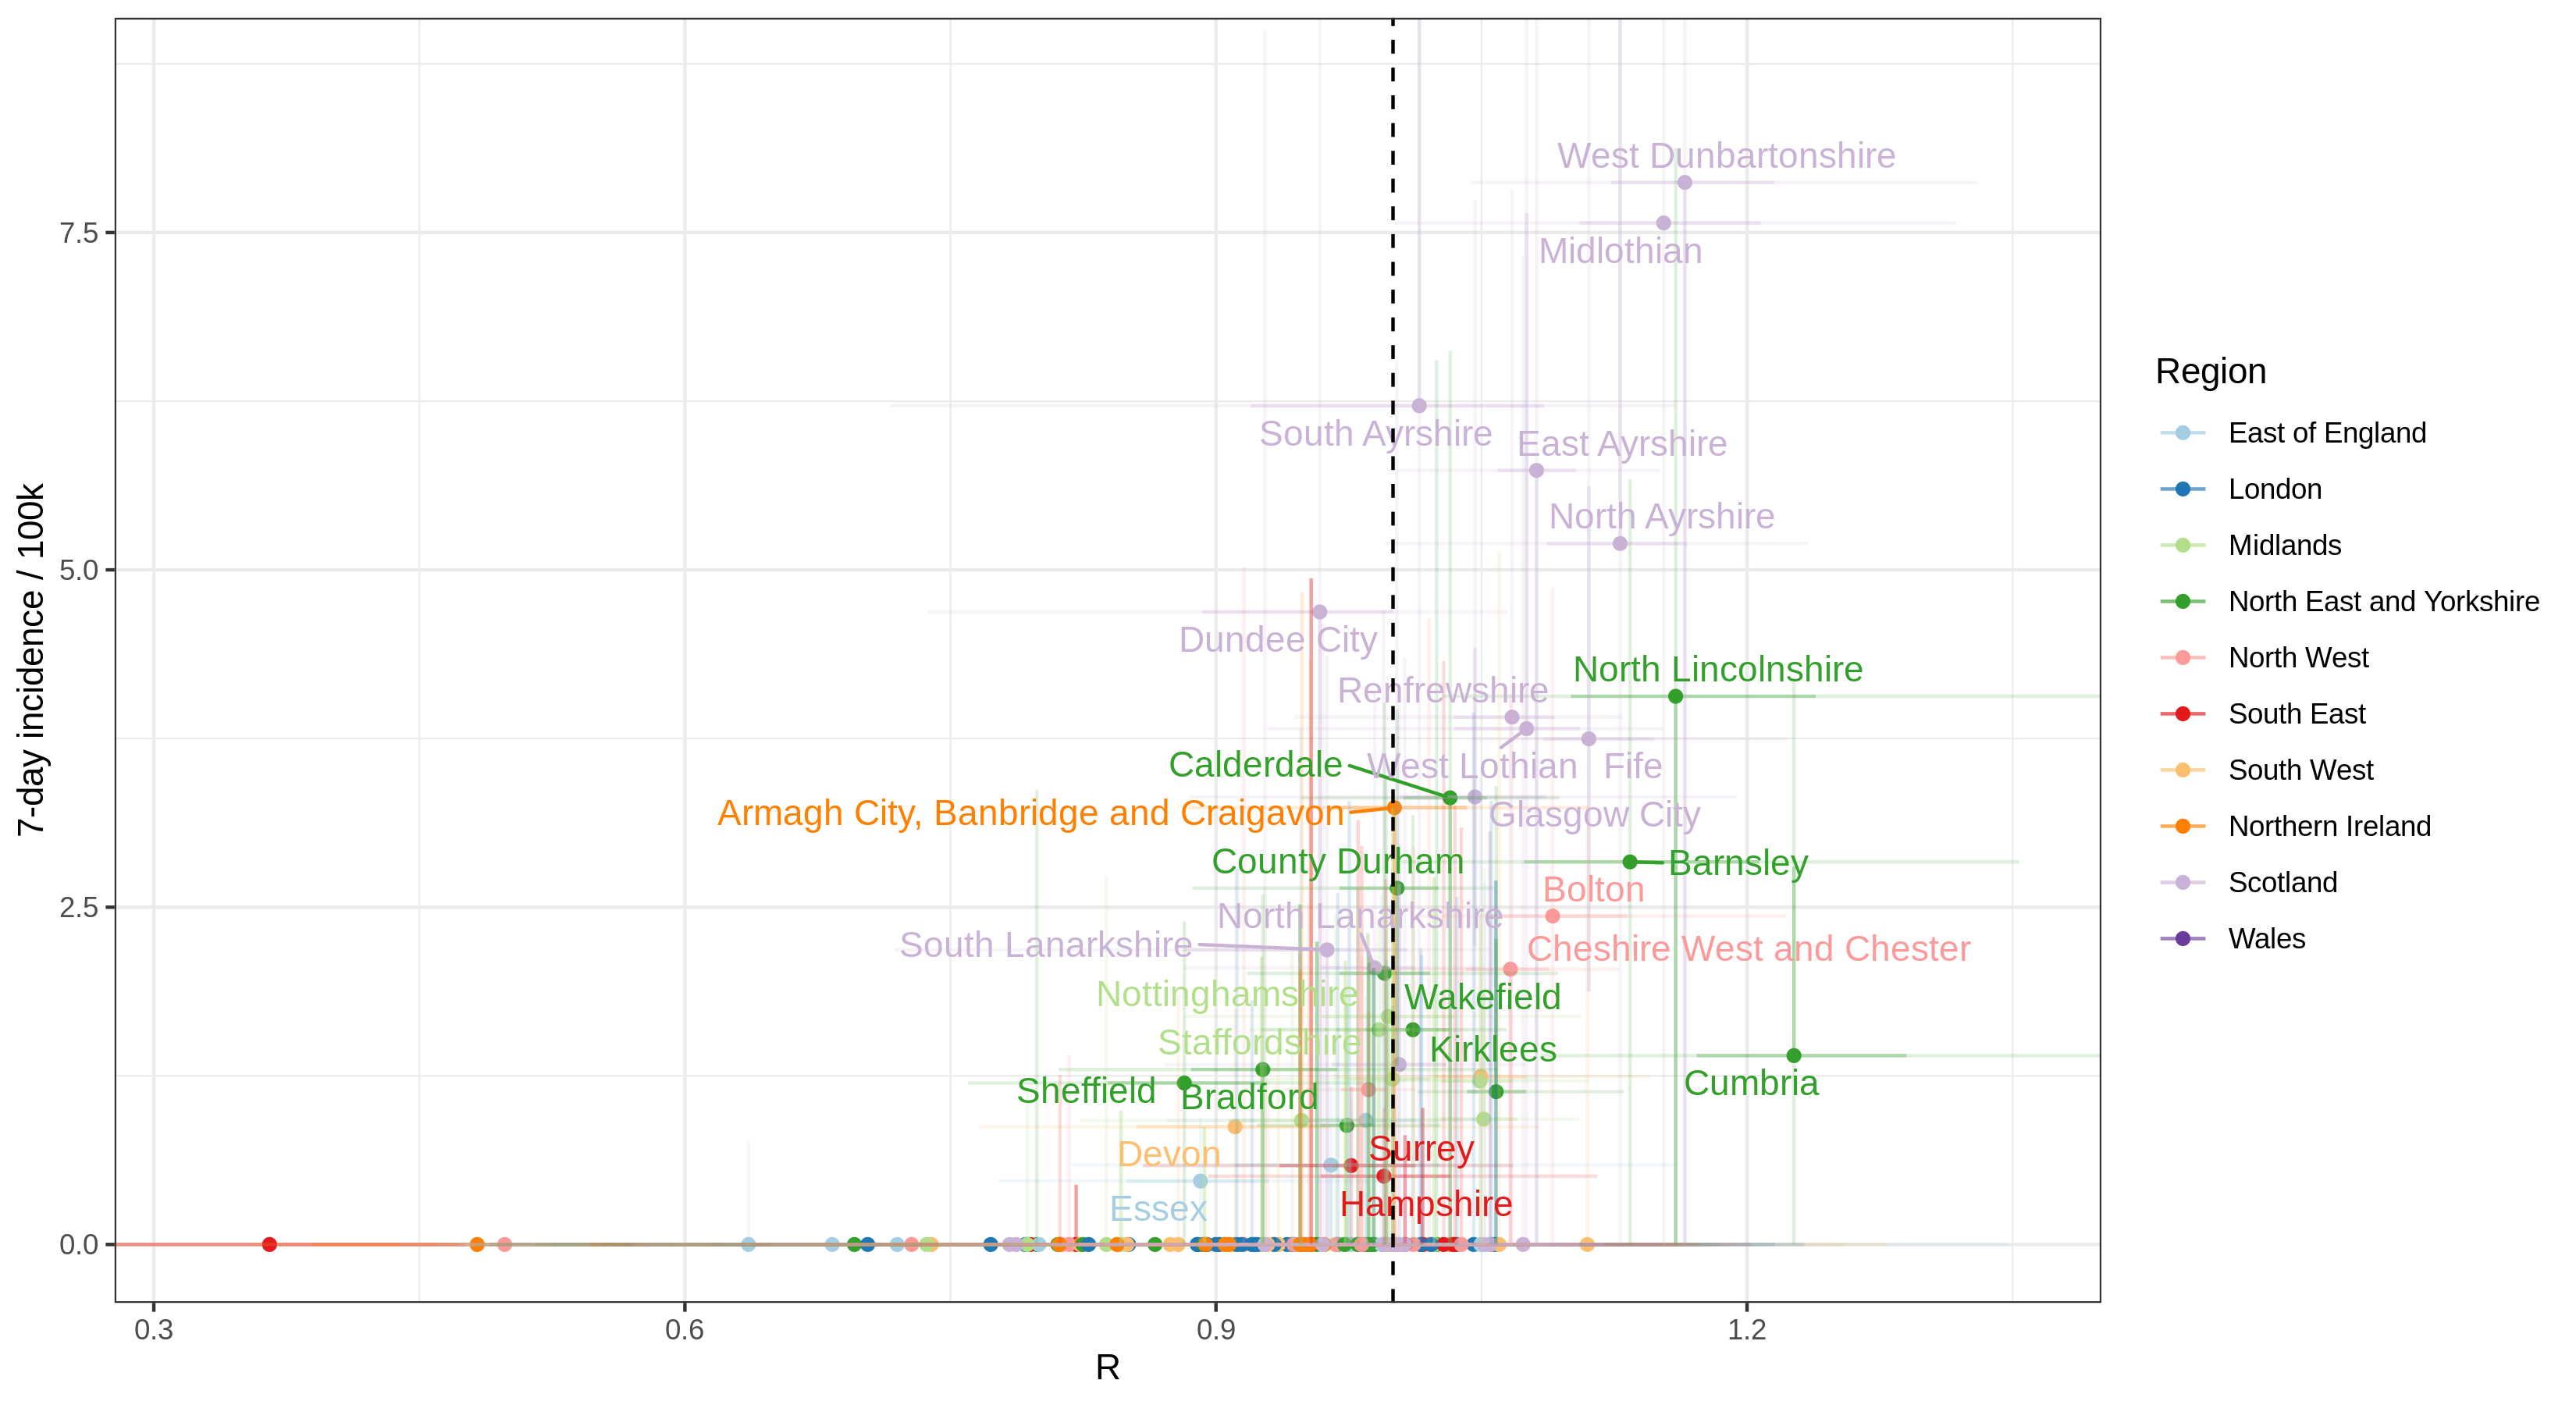 West Dunbartonshire
7.5
Midlothian
Region
East of England
South Ayrshire
East Ayrshire
London
North Ayrshire
Midlands
5.0
North East and Yorkshire
Dundee City
North Lincolnshire
North West
Renfrewshire
South East
7-day incidence / 100k
Calderdale
West Lothian
Fife
South West
Armagh City, Banbridge and Craigavon
Glasgow City
Northern Ireland
County Durham
Barnsley
Bolton
Scotland
2.5
North Lanarkshire
South Lanarkshire
Cheshire West and Chester
Wales
Nottinghamshire
Wakefield
Staffordshire
Kirklees
Sheffield
Bradford
Cumbria
Devon
Surrey
Essex
Hampshire
0.0
0.3
0.6
0.9
1.2
R